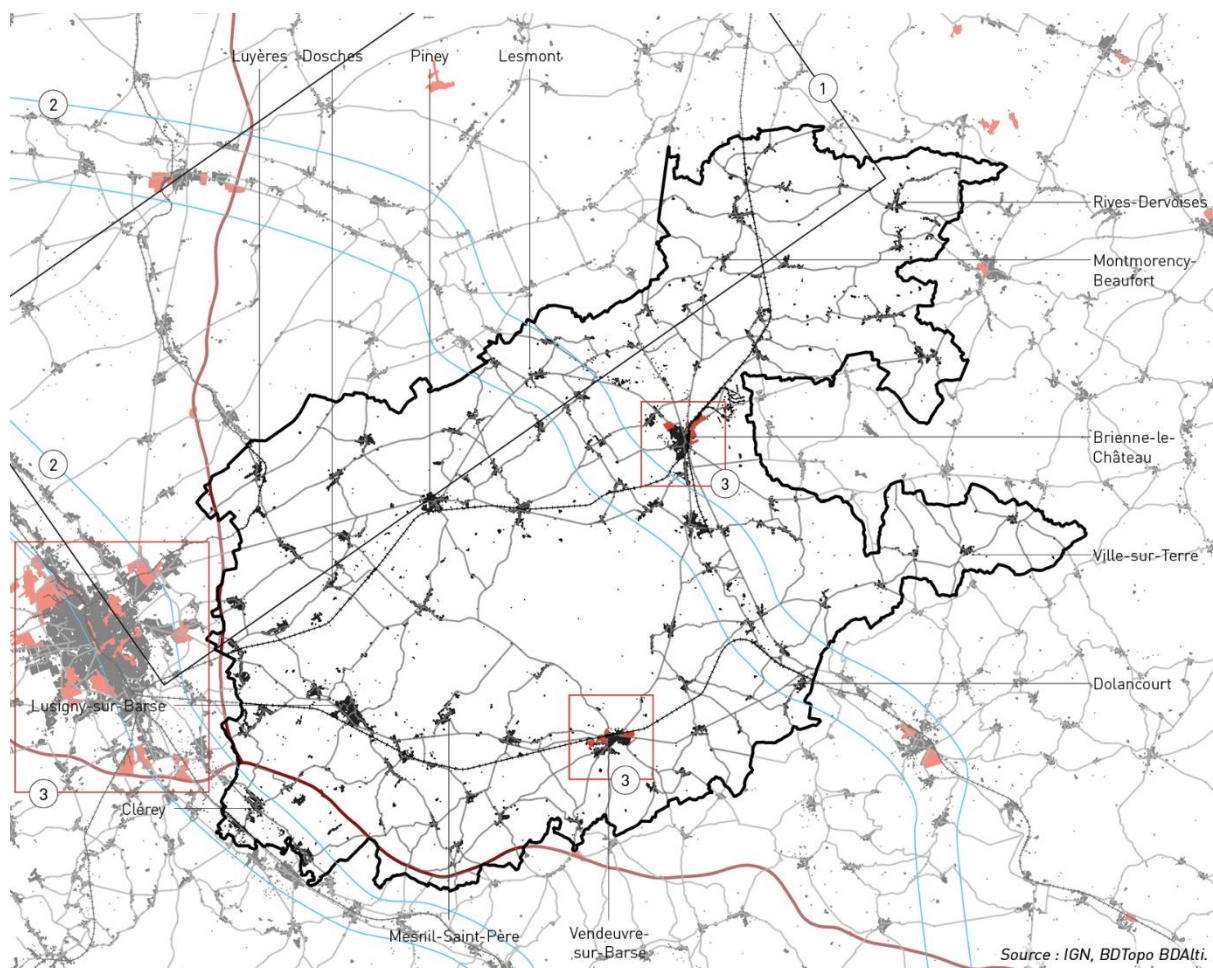 Luyères Dosches Piney Lesmont
2
1
Rives-Dervoises
Montmorency-
Beaufort
Brienne-le-
Château
2
3
Ville-sur-Terre
Dolancourt
Lusigny-sur-Barse
3
3
Clérey
Mesnil-Saint-Père
Vendeuvre-
sur-Barse
Source : IGN, BDTopo BDAlti.